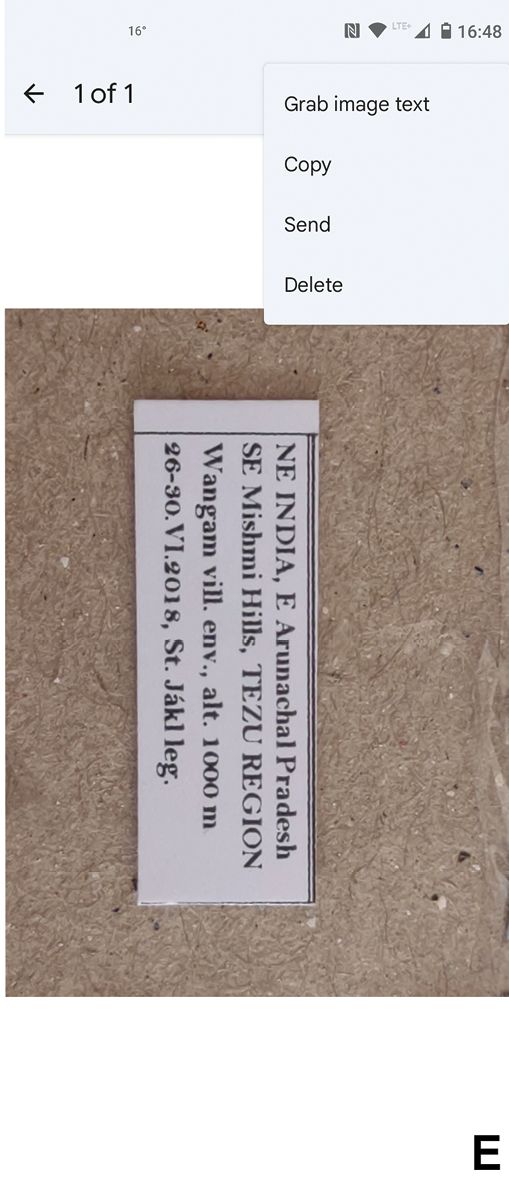 16°
LTE+
16:48
1 of 1
Grab image text
Copy
Send
Delete
NE INDIA, E Arunachal Pradesh
SE Mishmi Hills, TEZU REGION
Wangam vill. env., alt. 1000 m
26-30.VI.2018, St. Jákl leg.
E